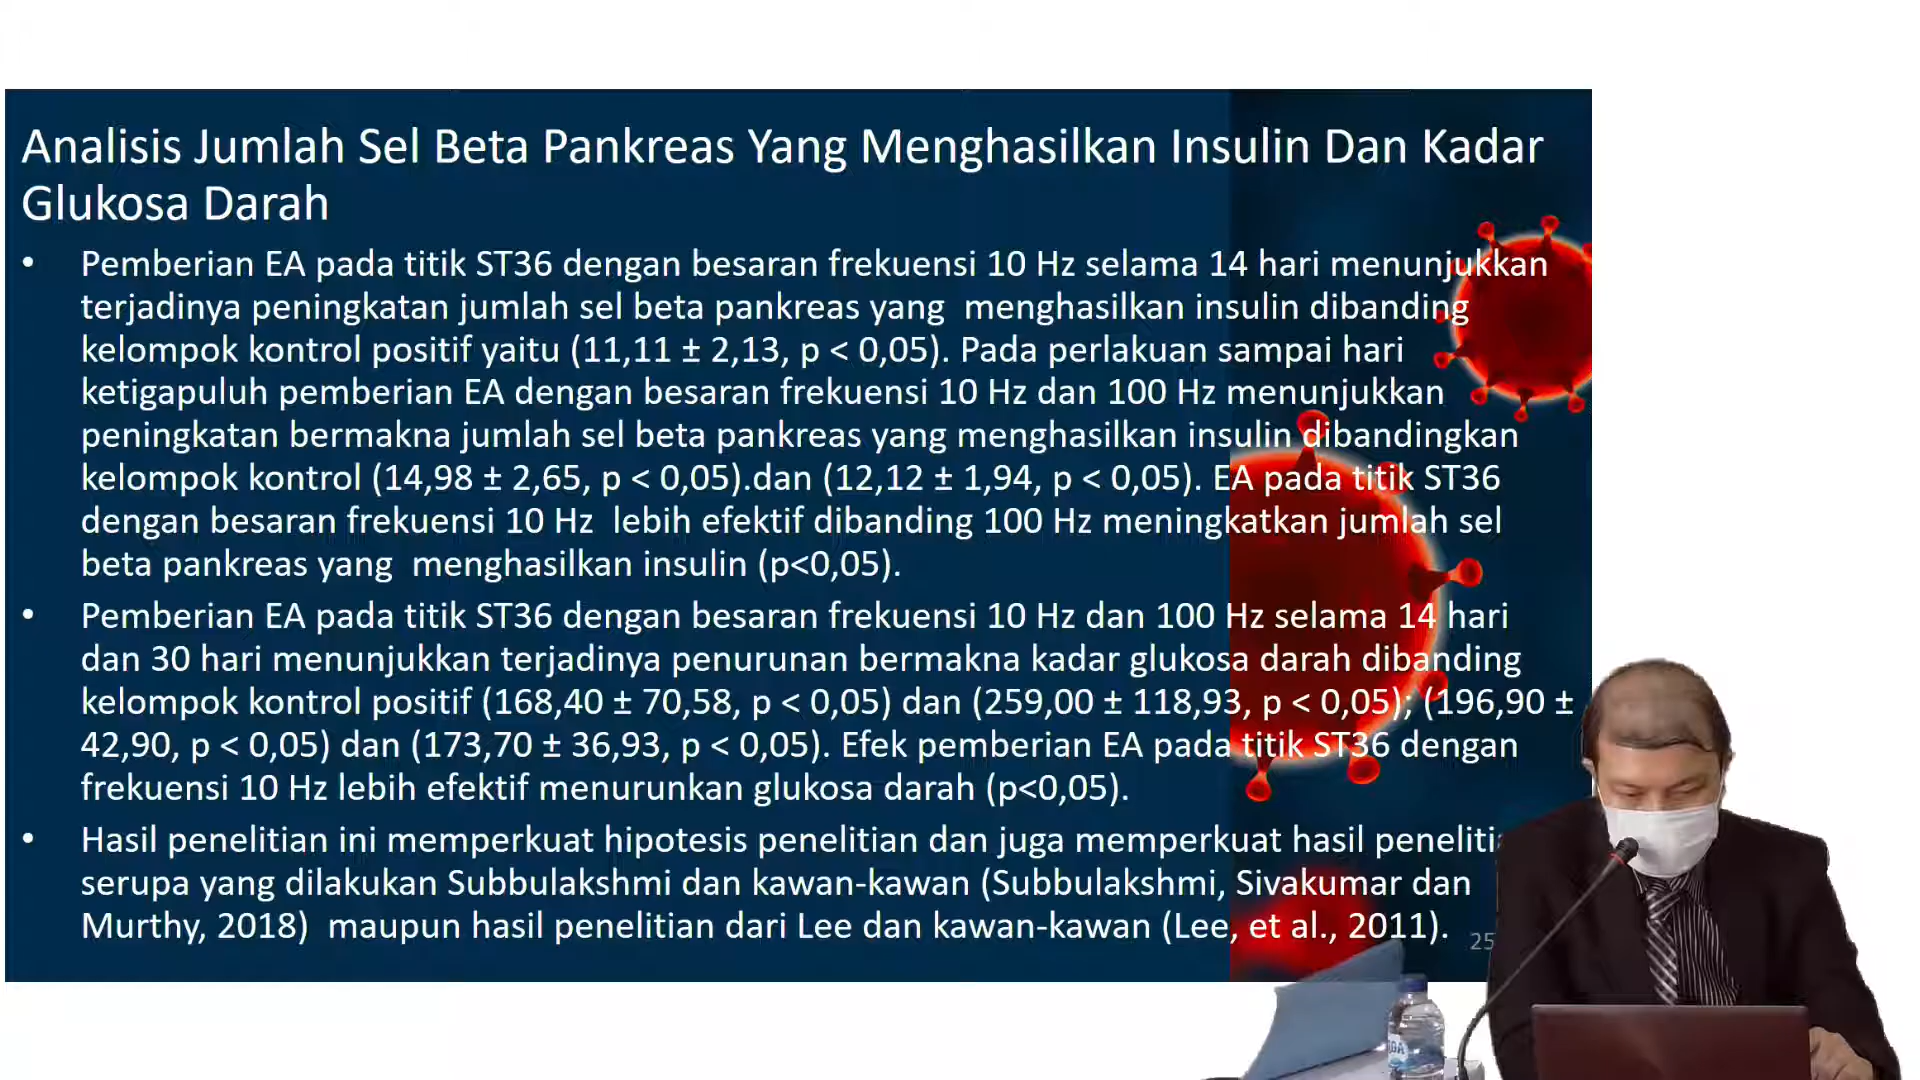 Analisis Jumlah Sel Beta Pankreas Yang Menghasilkan Insulin Dan Kadar
Glukosa Darah
• Pemberian EA pada titik ST36 dengan besaran frekuensi 10 Hz selama 14 hari menunjukkan
terjadinya peningkatan jumlah sel beta pankreas yang  menghasilkan insulin dibanding
kelompok kontrol positif yaitu (11,11 ± 2,13, p < 0,05). Pada perlakuan sampai hari
ketigapuluh pemberian EA dengan besaran frekuensi 10 Hz dan 100 Hz menunjukkan
peningkatan bermakna jumlah sel beta pankreas yang menghasilkan insulin dibandingkan
kelompok kontrol (14,98 ± 2,65, p < 0,05).dan (12,12 ± 1,94, p < 0,05). EA pada titik ST36
dengan besaran frekuensi 10 Hz  lebih efektif dibanding 100 Hz meningkatkan jumlah sel
beta pankreas yang  menghasilkan insulin (p<0,05).
• Pemberian EA pada titik ST36 dengan besaran frekuensi 10 Hz dan 100 Hz selama 14 hari
dan 30 hari menunjukkan terjadinya penurunan bermakna kadar glukosa darah dibanding
kelompok kontrol positif (168,40 ± 70,58, p < 0,05) dan (259,00 ± 118,93, p < 0,05); (196,90 ±
42,90, p < 0,05) dan (173,70 ± 36,93, p < 0,05). Efek pemberian EA pada titik ST36 dengan
frekuensi 10 Hz lebih efektif menurunkan glukosa darah (p<0,05).
• Hasil penelitian ini memperkuat hipotesis penelitian dan juga memperkuat hasil
serupa yang dilakukan Subbulakshmi dan kawan-kawan (Subbulakshmi, Sivakumar dan
Murthy, 2018)  maupun hasil penelitian dari Lee dan kawan-kawan (Lee, et al., 2011).
25